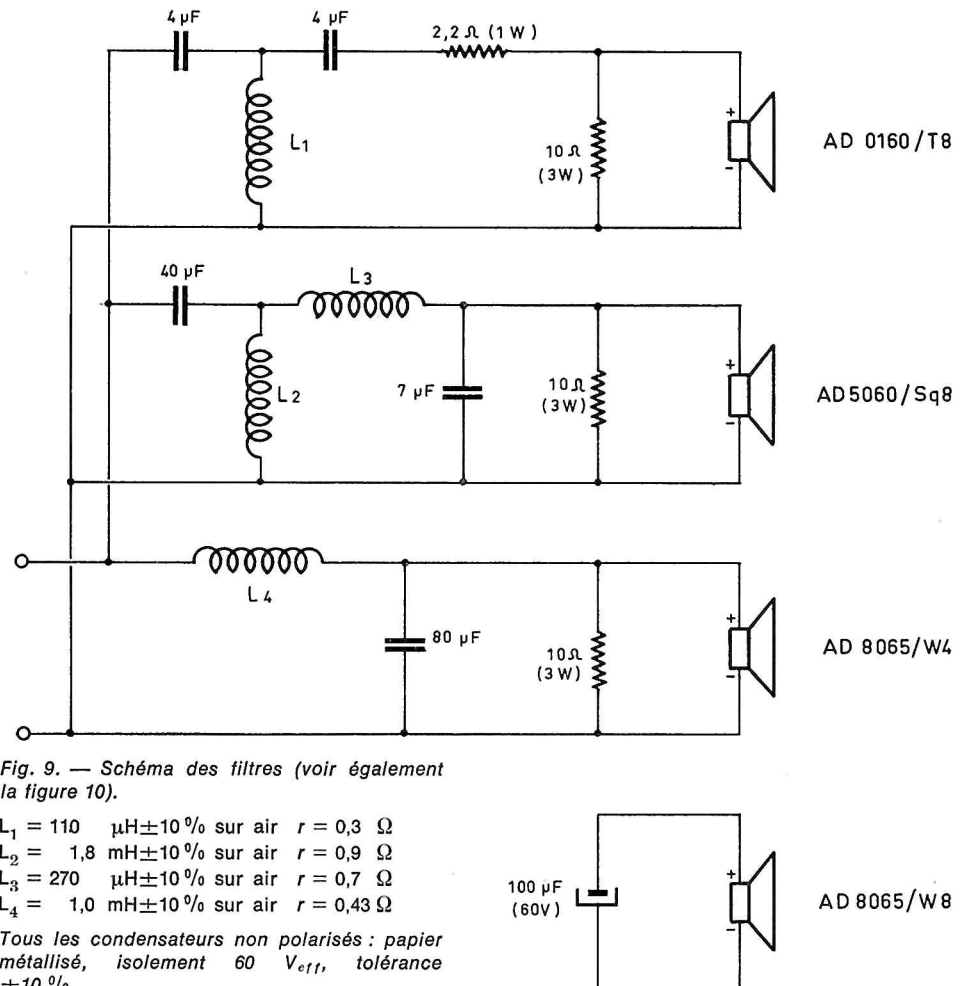 4 µF
4 µF
2,2 Ω (1 W)
L₁
10 Ω
(3W)
+
-
AD 0160/T8
40 µF
L₃
L₂
7 µF
10 Ω
(3W)
+
-
AD5060/Sq8
L₄
80 µF
10Ω
(3W)
+
-
AD 8065/W4
Fig. 9. — Schéma des filtres (voir également
la figure 10).
L₁ = 110 µH±10 % sur air r = 0,3 Ω
L₂ = 1,8 mH±10 % sur air r = 0,9 Ω
L₃ = 270 µH±10 % sur air r = 0,7 Ω
L₄ = 1,0 mH±10 % sur air r = 0,43 Ω
Tous les condensateurs non polarisés : papier
métallisé, isolement 60 Veff, tolérance
±10 %
100 µF
(60V)
+
-
AD 8065/W8